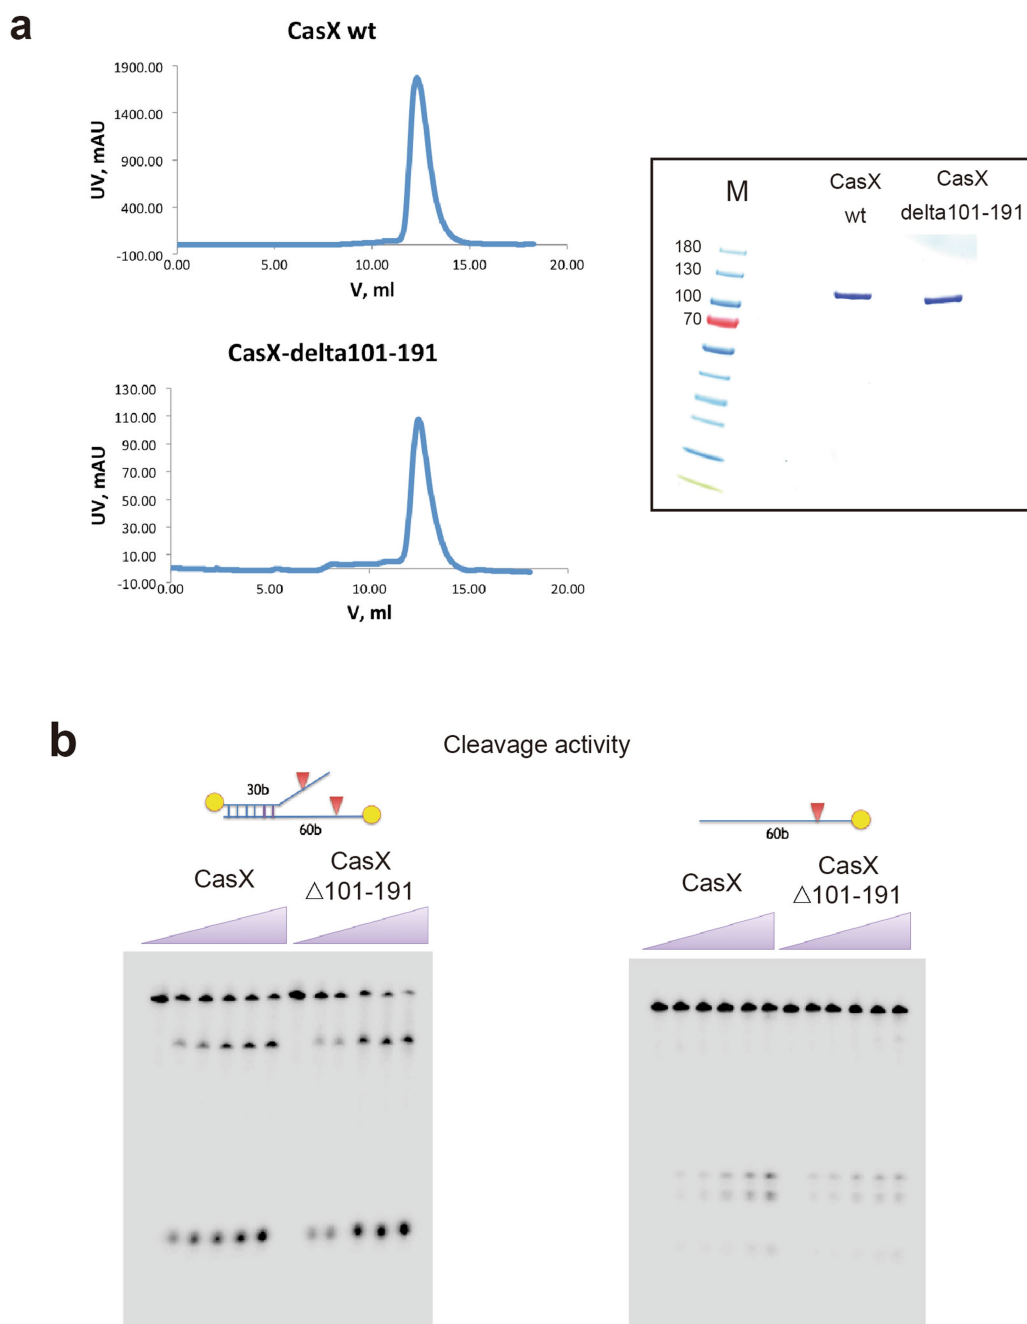 a
CasX wt
1900.00
1400.00
900.00
400.00
-100.00
UV, mAU
0.00 5.00 10.00 15.00 20.00
V, ml
CasX-delta101-191
130.00
110.00
90.00
70.00
50.00
30.00
10.00
-10.00
UV, mAU
0.00 5.00 10.00 15.00 20.00
V, ml
M
CasX
wt
CasX
delta101-191
180
130
100
70
b
Cleavage activity
30b
60b
CasX
CasX
△101-191
60b
CasX
CasX
△101-191